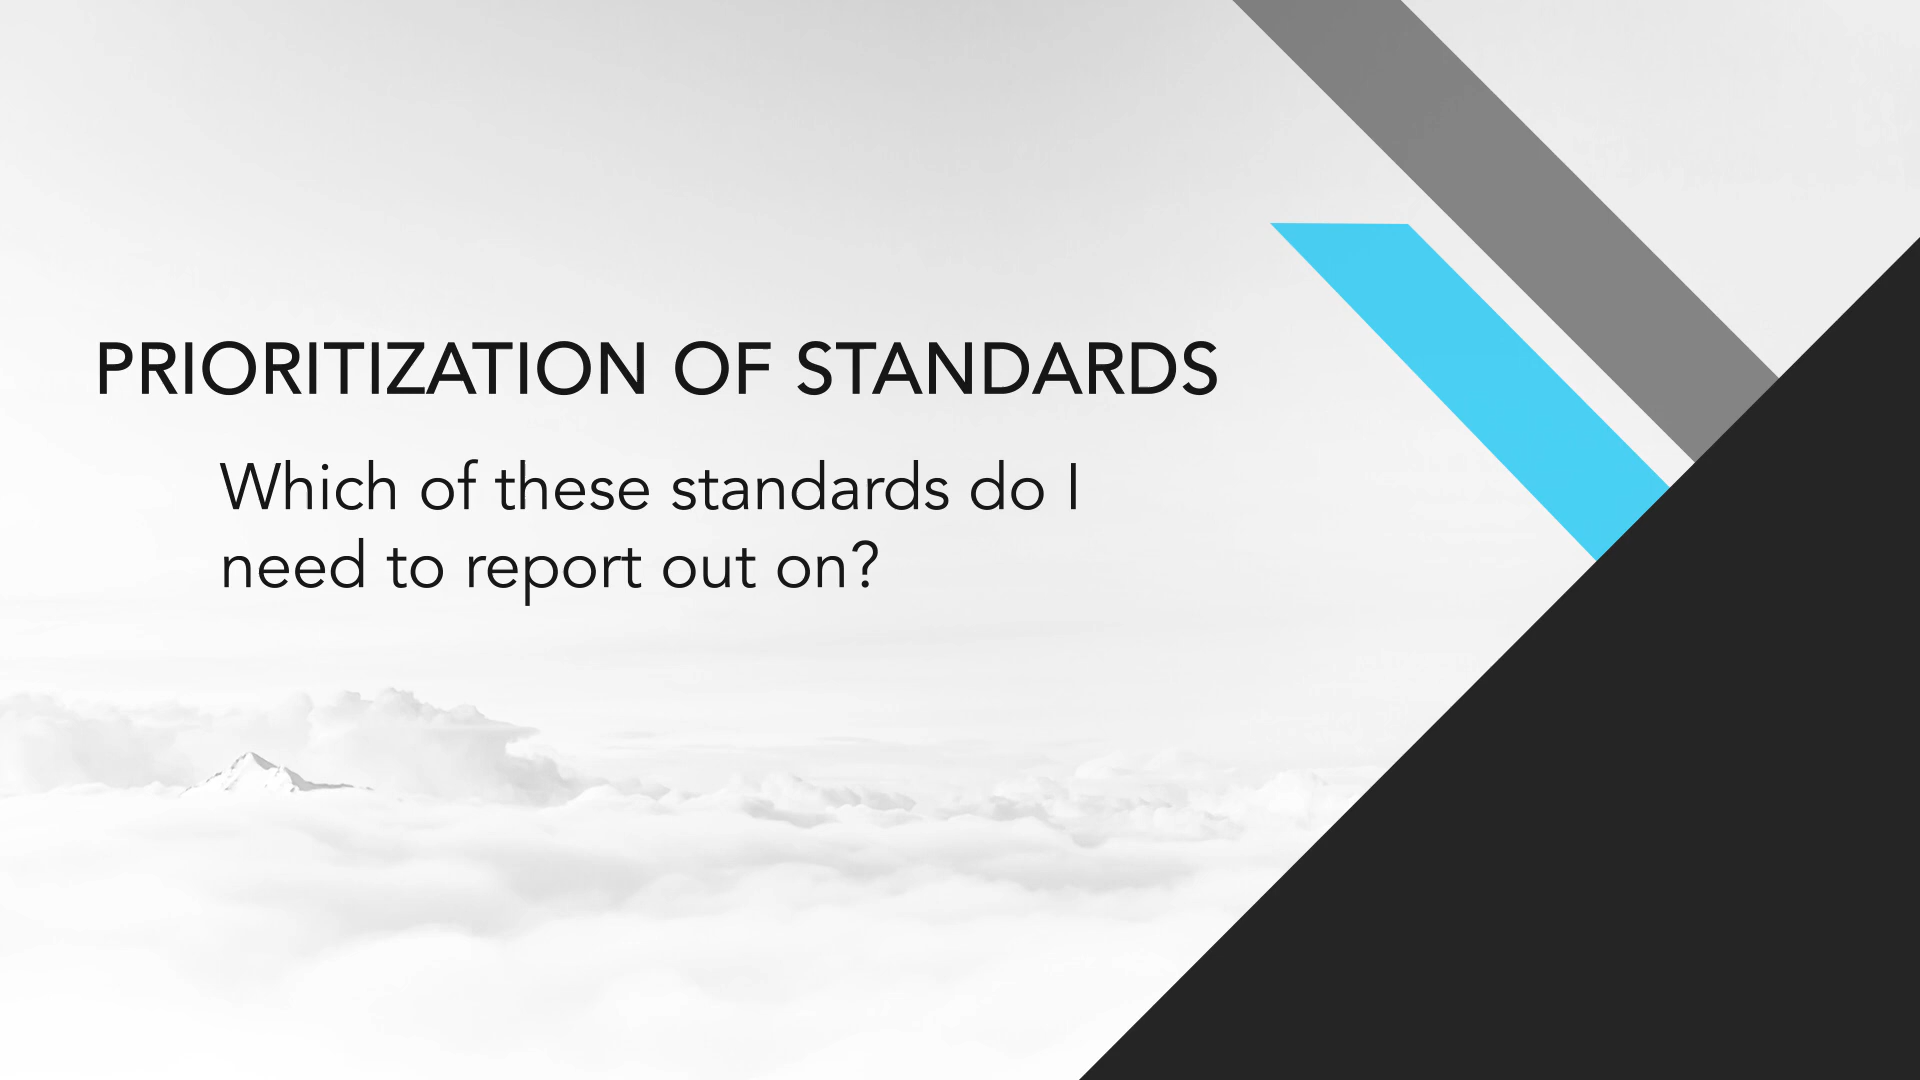 PRIORITIZATION OF STANDARDS
Which of these standards do I
need to report out on?